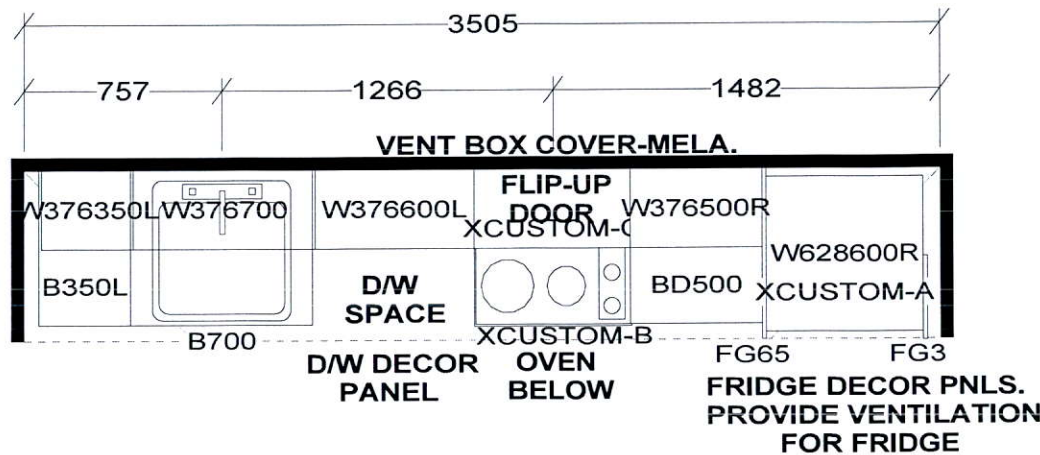 3505
757
1266
1482
VENT BOX COVER-MELA.
W376350L
W376700
W376600L
FLIP-UP
DOOR
XCUSTOM-C
W376500R
W628600R
XCUSTOM-A
B350L
D/W
SPACE
BD500
B700
XCUSTOM-B
D/W DECOR
PANEL
OVEN
BELOW
FG65
FG3
FRIDGE DECOR PNLS.
PROVIDE VENTILATION
FOR FRIDGE